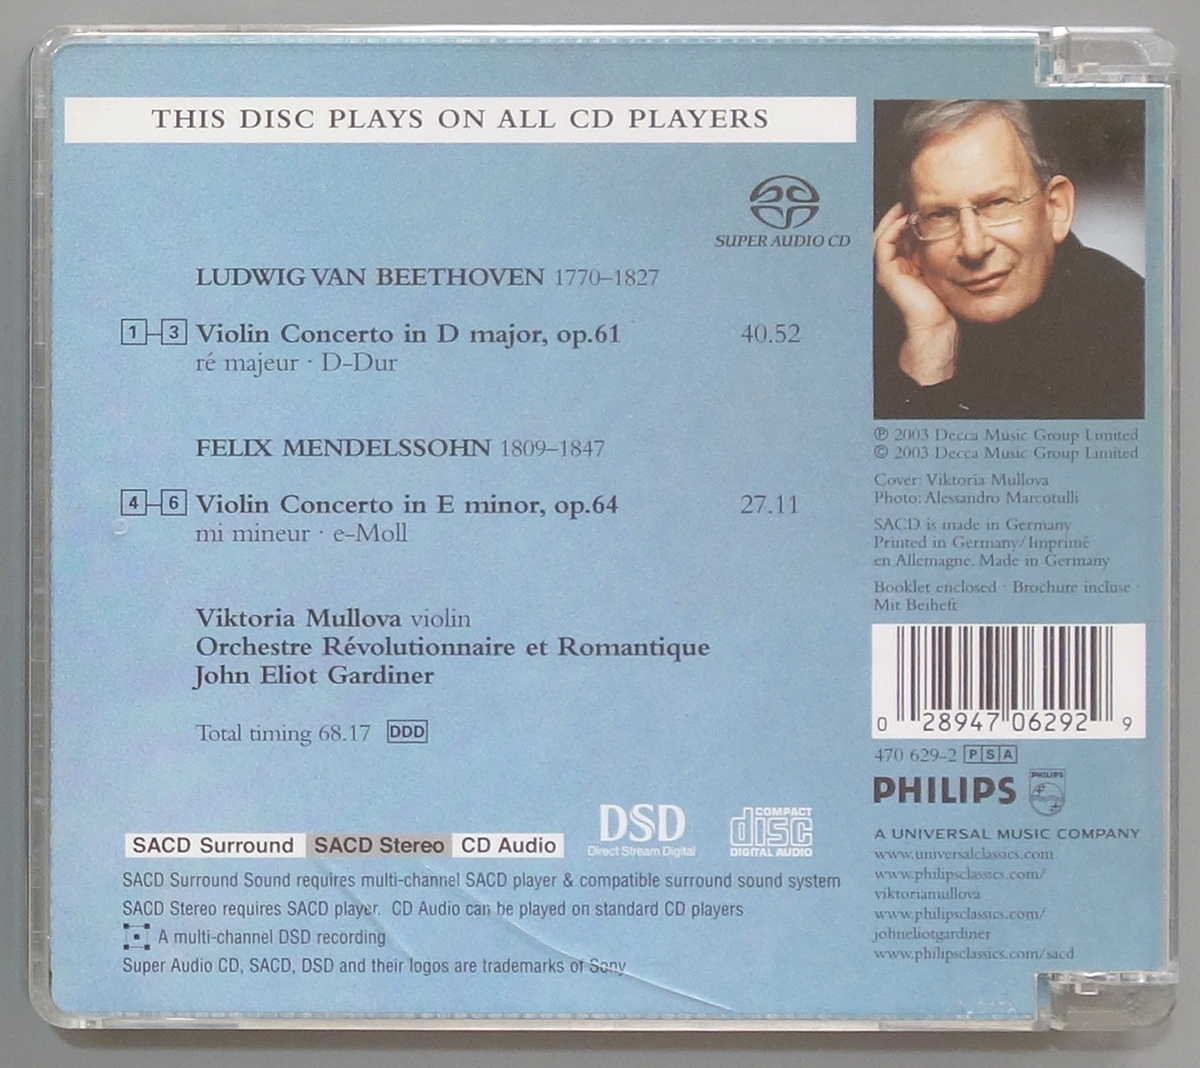 THIS DISC PLAYS ON ALL CD PLAYERS
SUPER AUDIO CD
LUDWIG VAN BEETHOVEN 1770–1827
1–3 Violin Concerto in D major, op.61 40.52
ré majeur · D-Dur
FELIX MENDELSSOHN 1809–1847
4–6 Violin Concerto in E minor, op.64 27.11
mi mineur · e-Moll
Viktoria Mullova violin
Orchestre Révolutionnaire et Romantique
John Eliot Gardiner
Total timing 68.17 DDD
SACD Surround SACD Stereo CD Audio
DSD
Direct Stream Digital
COMPACT
disc
DIGITAL AUDIO
SACD Surround Sound requires multi-channel SACD player & compatible surround sound system
SACD Stereo requires SACD player. CD Audio can be played on standard CD players
A multi-channel DSD recording
Super Audio CD, SACD, DSD and their logos are trademarks of Sony
℗ 2003 Decca Music Group Limited
© 2003 Decca Music Group Limited
Cover: Viktoria Mullova
Photo: Alessandro Marcotulli
SACD is made in Germany
Printed in Germany/Imprimé
en Allemagne. Made in Germany
Booklet enclosed · Brochure incluse ·
Mit Beiheft
0 28947 06292 9
470 629-2 PSA
PHILIPS
PHILIPS
A UNIVERSAL MUSIC COMPANY
www.universalclassics.com
www.philipsclassics.com/
viktoriamullova
www.philipsclassics.com/
johneliotgardiner
www.philipsclassics.com/sacd